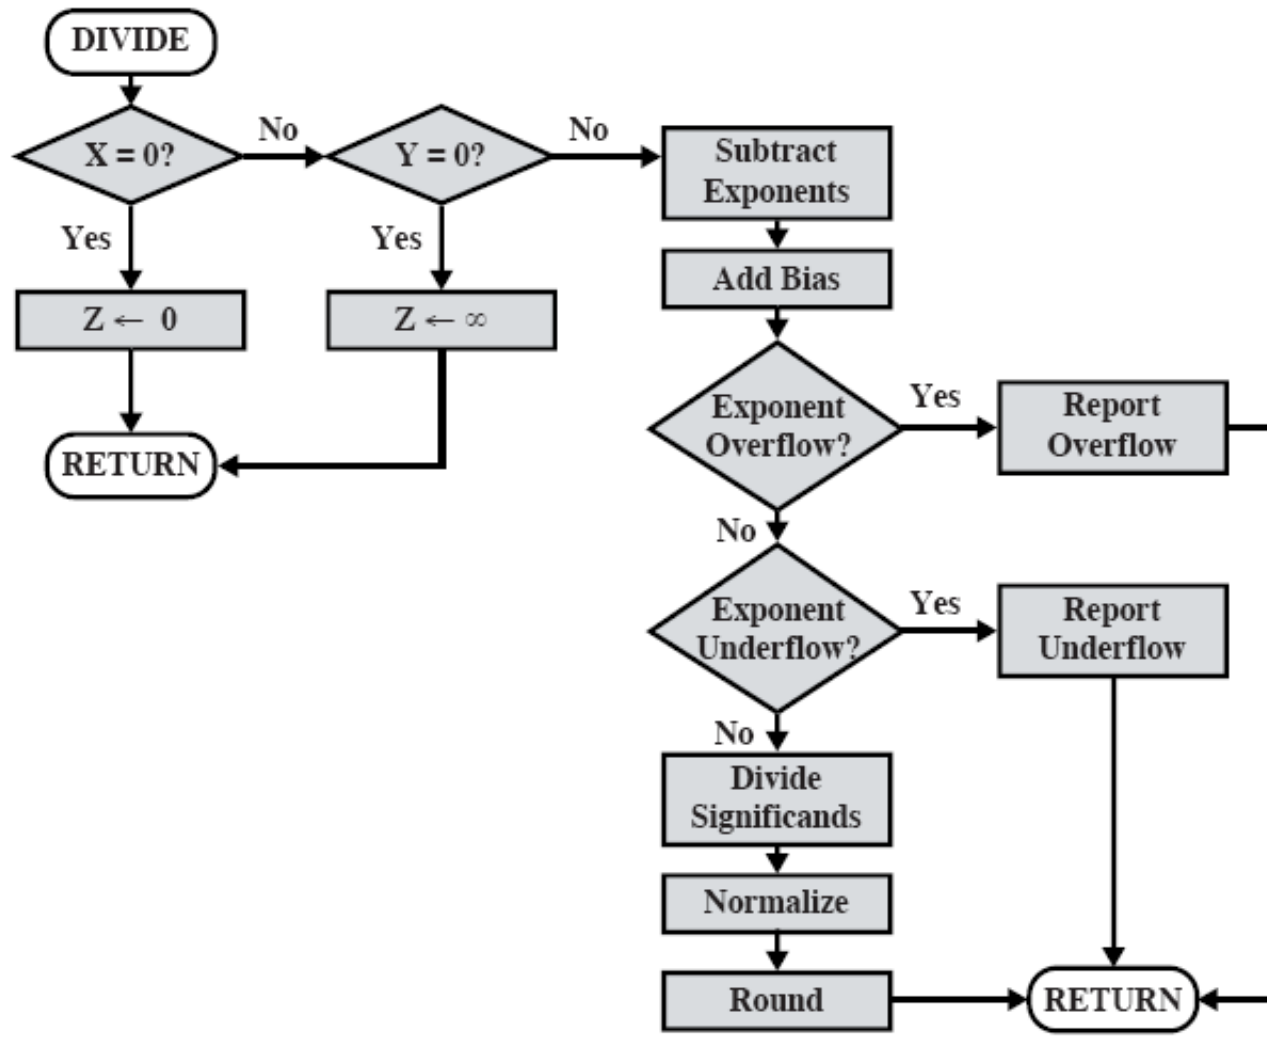 DIVIDE
X = 0?
No
Y = 0?
No
Subtract
Exponents
Yes
Yes
Add Bias
Z ← 0
Z ← ∞
Exponent
Overflow?
Yes
Report
Overflow
RETURN
No
Exponent
Underflow?
Yes
Report
Underflow
No
Divide
Significands
Normalize
Round
RETURN